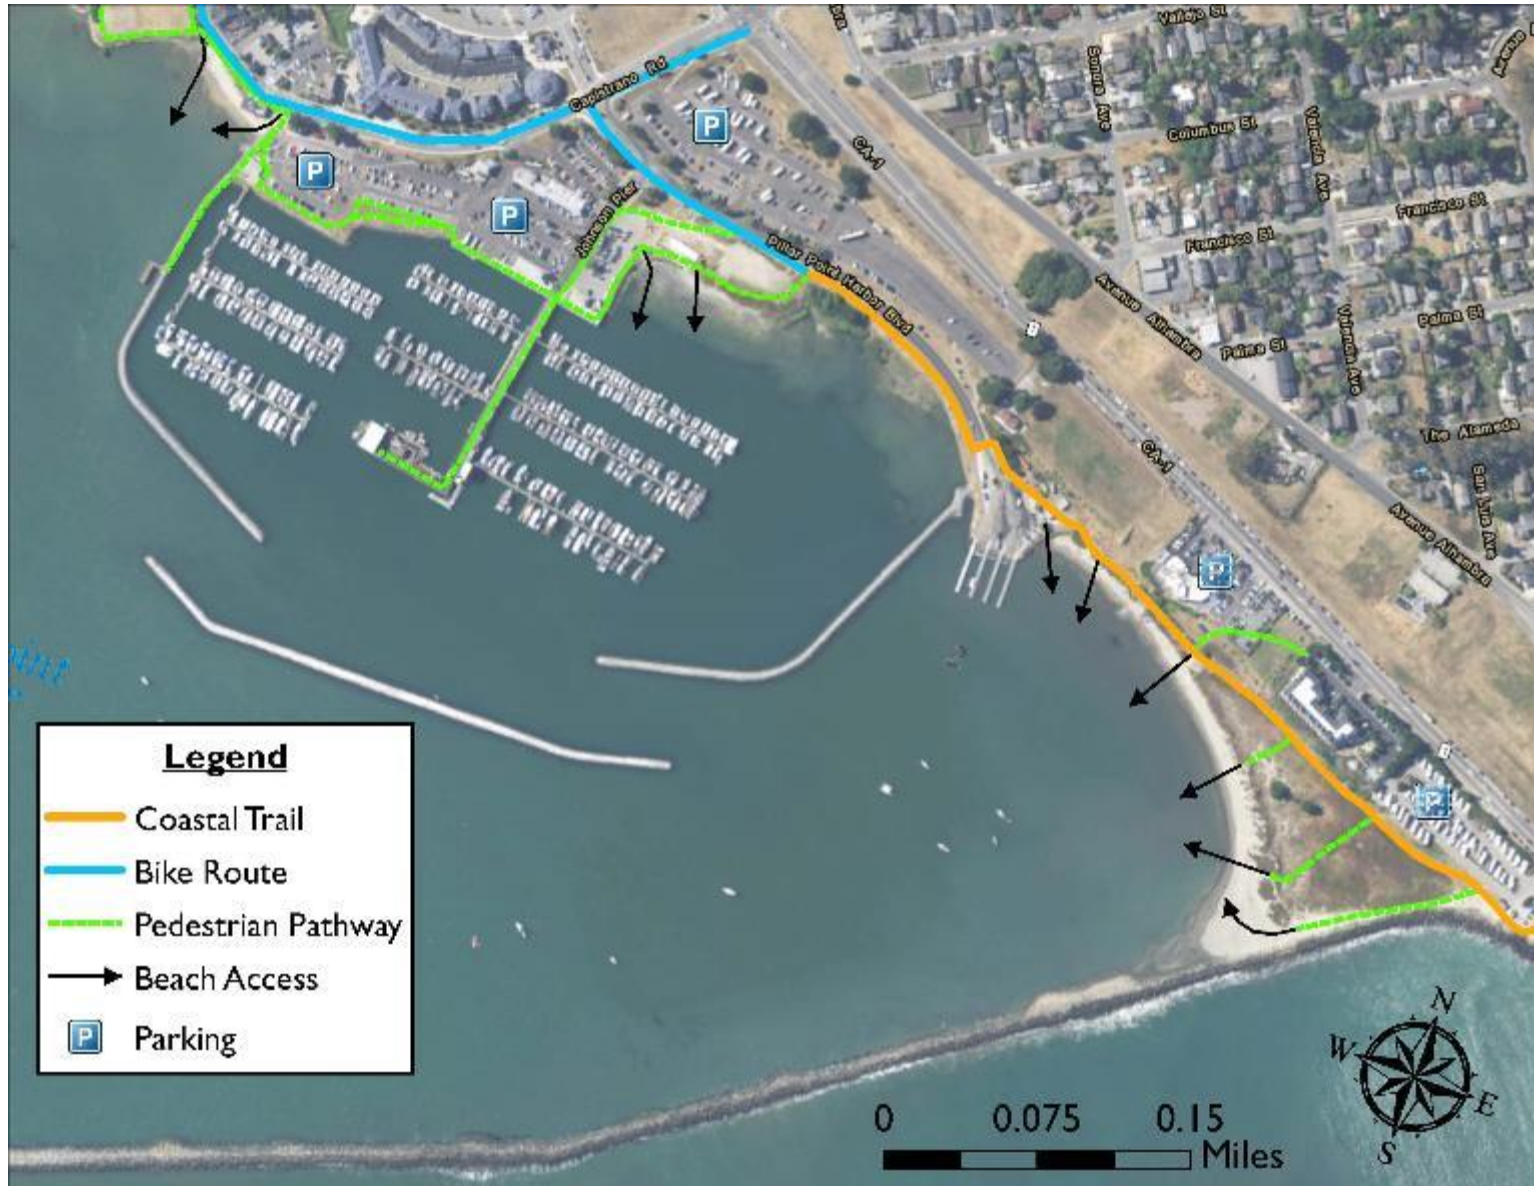 Vallejo St
Sonora Ave
Capistrano Rd
P
Columbus St
CA-1
Valencia Ave
P
Francisco St
Johnson Pier
P
Francisco St
Pillar Point Harbor Blvd
Avenue Alhambra
Palma St
Palma St
Valencia Ave
The Alameda
CA-1
San Luis Ave
Avenue Alhambra
P
P
Legend
Coastal Trail
Bike Route
Pedestrian Pathway
Beach Access
P Parking
N
W
E
S
0 0.075 0.15
Miles